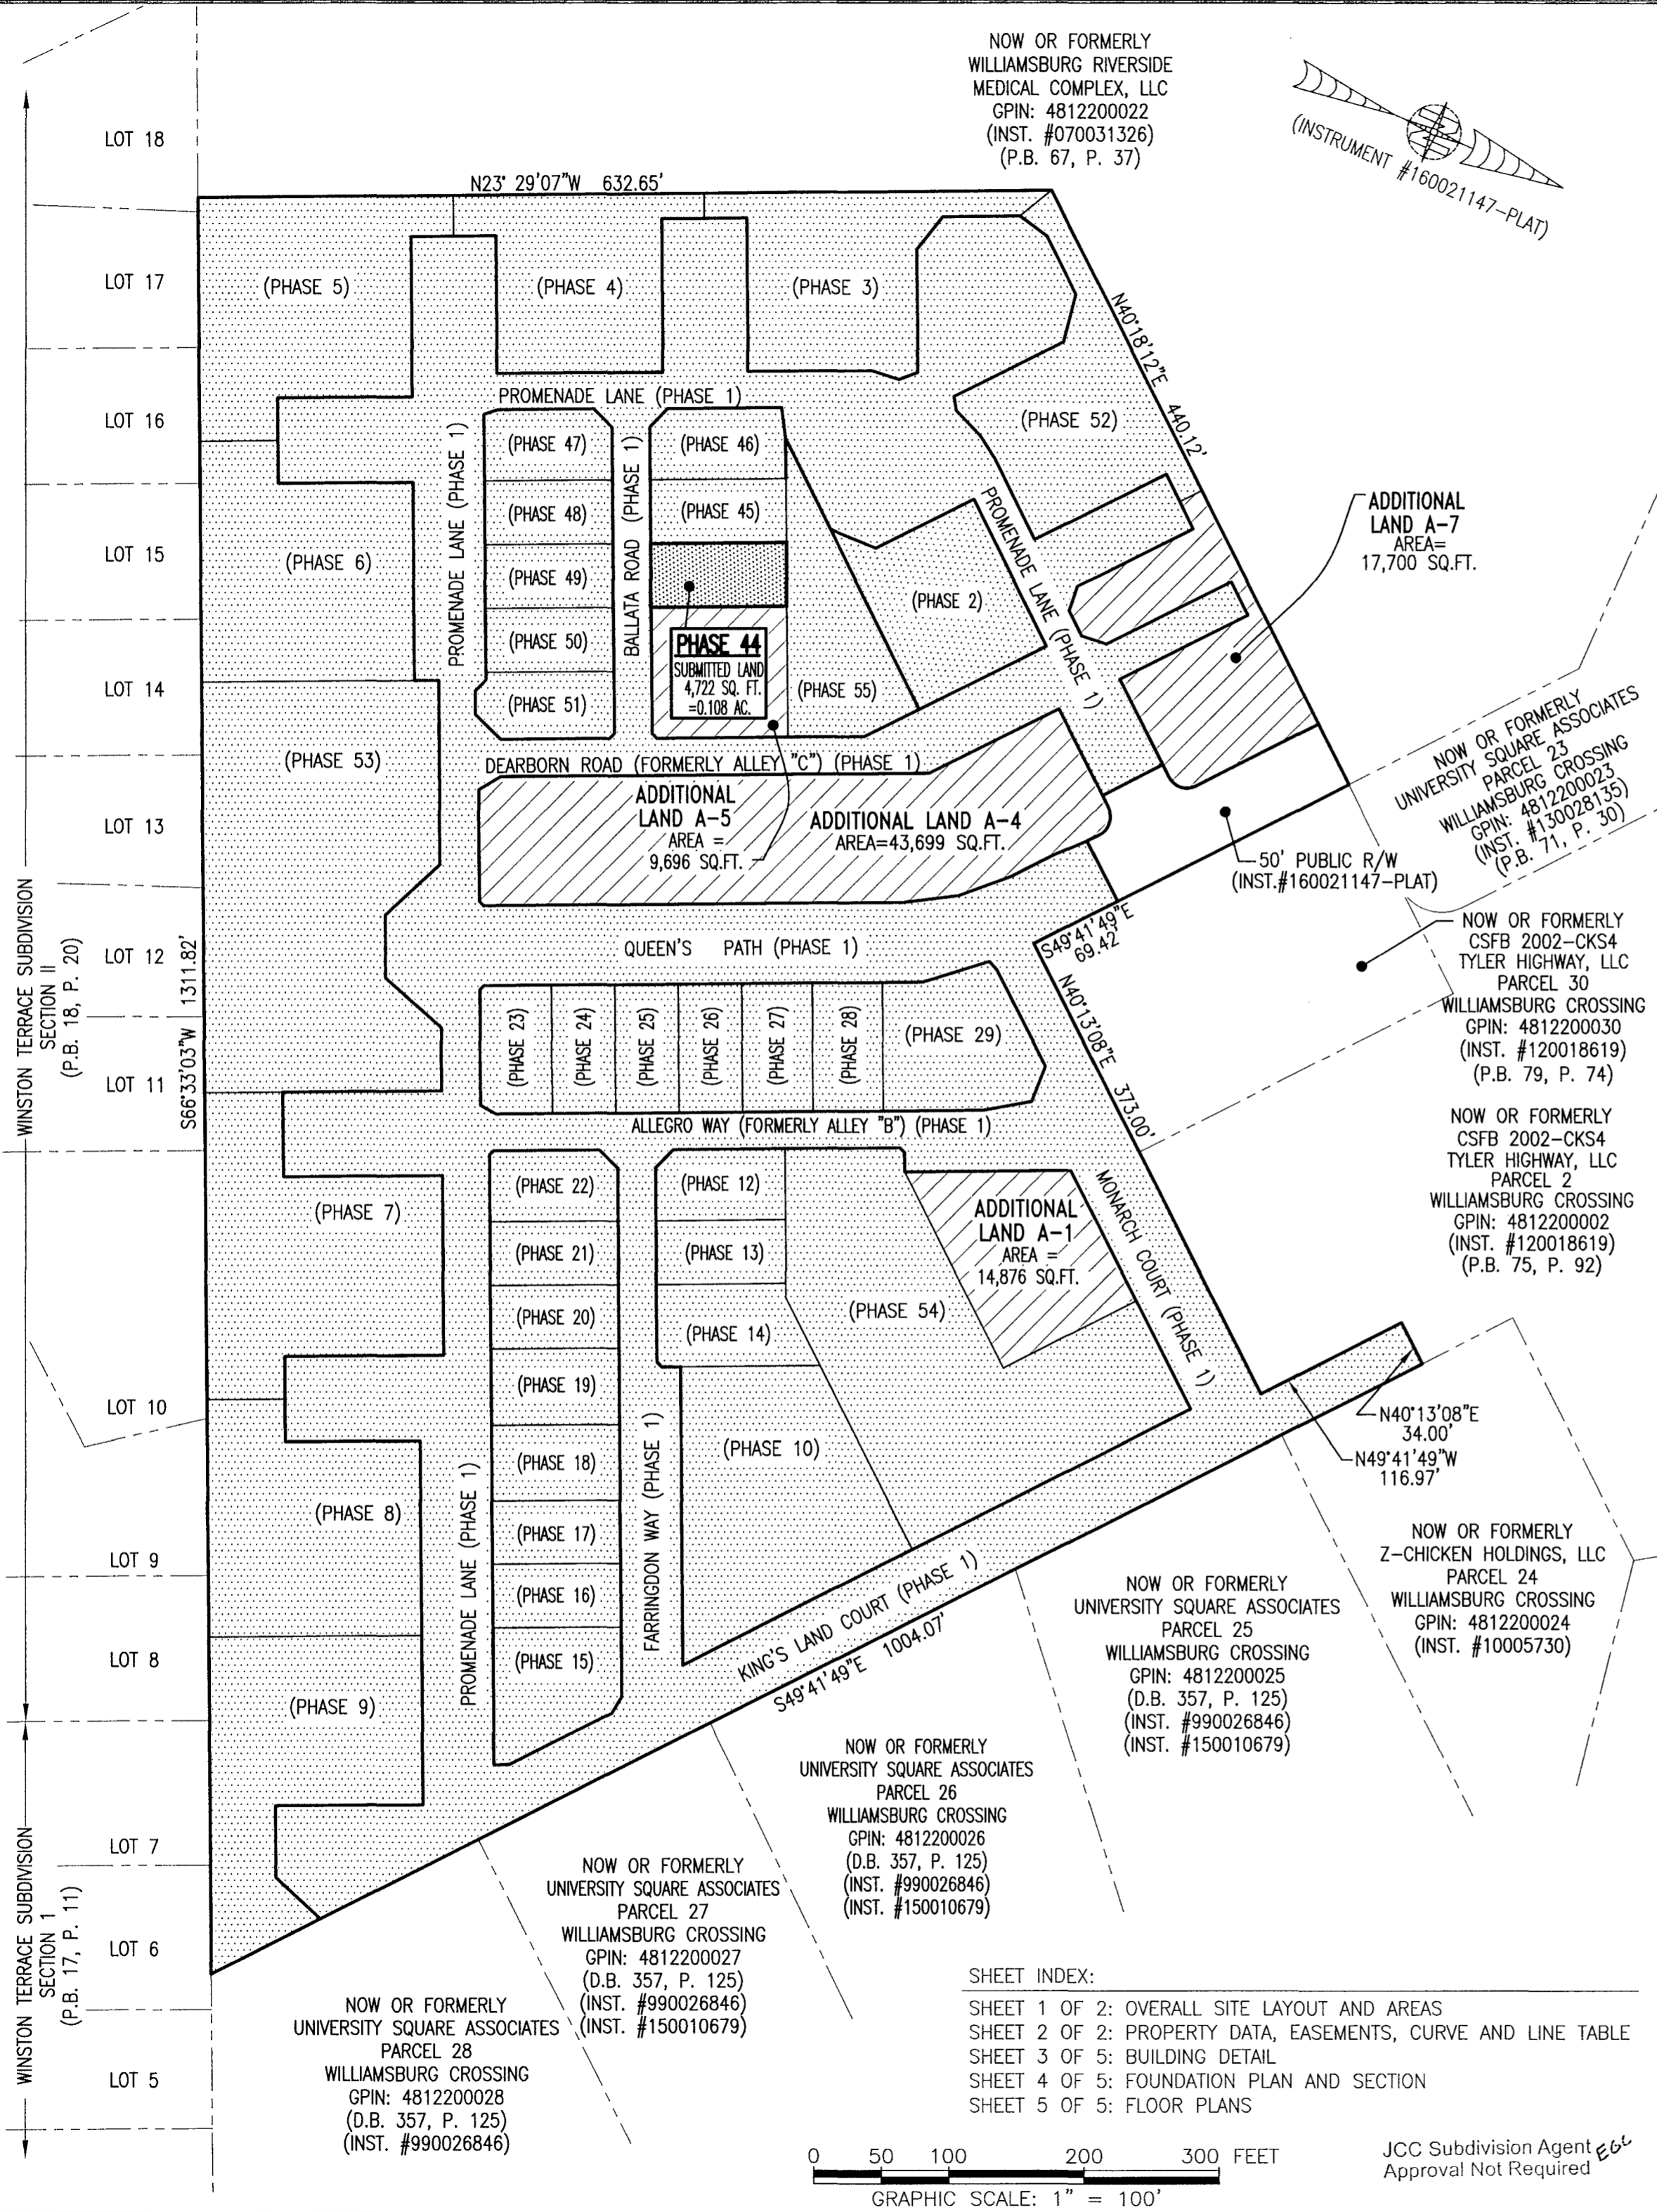 NOW OR FORMERLY
WILLIAMSBURG RIVERSIDE
MEDICAL COMPLEX, LLC
GPIN: 4812200022
(INST. #070031326)
(P.B. 67, P. 37)
(INSTRUMENT #160021147-PLAT)
N23° 29'07"W 632.65'
LOT 18
LOT 17
LOT 16
LOT 15
LOT 14
LOT 13
LOT 12
LOT 11
LOT 10
LOT 9
LOT 8
LOT 7
LOT 6
LOT 5
WINSTON TERRACE SUBDIVISION
SECTION II
(P.B. 18, P. 20)
WINSTON TERRACE SUBDIVISION
SECTION 1
(P.B. 17, P. 11)
S66°33'03"W 1311.82'
(PHASE 5)
(PHASE 4)
(PHASE 3)
N40°18'12"E 440.12'
PROMENADE LANE (PHASE 1)
(PHASE 52)
PROMENADE LANE (PHASE 1)
(PHASE 47)
(PHASE 48)
(PHASE 49)
(PHASE 50)
(PHASE 51)
BALLATA ROAD (PHASE 1)
(PHASE 46)
(PHASE 45)
PHASE 44
SUBMITTED LAND
4,722 SQ. FT.
=0.108 AC.
(PHASE 55)
(PHASE 2)
PROMENADE LANE (PHASE 1)
ADDITIONAL
LAND A-7
AREA=
17,700 SQ.FT.
(PHASE 6)
(PHASE 53)
DEARBORN ROAD (FORMERLY ALLEY "C") (PHASE 1)
ADDITIONAL
LAND A-5
AREA =
9,696 SQ.FT.
ADDITIONAL LAND A-4
AREA=43,699 SQ.FT.
50' PUBLIC R/W
(INST.#160021147-PLAT)
NOW OR FORMERLY
UNIVERSITY SQUARE ASSOCIATES
PARCEL 23
WILLIAMSBURG CROSSING
GPIN: 4812200023
(INST. #130028135)
(P.B. 71, P. 30)
QUEEN'S PATH (PHASE 1)
S49°41'49"E
69.42'
NOW OR FORMERLY
CSFB 2002-CKS4
TYLER HIGHWAY, LLC
PARCEL 30
WILLIAMSBURG CROSSING
GPIN: 4812200030
(INST. #120018619)
(P.B. 79, P. 74)
(PHASE 23)
(PHASE 24)
(PHASE 25)
(PHASE 26)
(PHASE 27)
(PHASE 28)
(PHASE 29)
N40°13'08"E 373.00'
ALLEGRO WAY (FORMERLY ALLEY "B") (PHASE 1)
NOW OR FORMERLY
CSFB 2002-CKS4
TYLER HIGHWAY, LLC
PARCEL 2
WILLIAMSBURG CROSSING
GPIN: 4812200002
(INST. #120018619)
(P.B. 75, P. 92)
(PHASE 7)
(PHASE 22)
(PHASE 21)
(PHASE 20)
(PHASE 19)
(PHASE 18)
(PHASE 17)
(PHASE 16)
(PHASE 15)
(PHASE 12)
(PHASE 13)
(PHASE 14)
(PHASE 54)
ADDITIONAL
LAND A-1
AREA =
14,876 SQ.FT.
MONARCH COURT (PHASE 1)
(PHASE 10)
(PHASE 8)
(PHASE 9)
PROMENADE LANE (PHASE 1)
FARRINGDON WAY (PHASE 1)
KING'S LAND COURT (PHASE 1)
S49°41'49"E 1004.07'
N40°13'08"E
34.00'
N49°41'49"W
116.97'
NOW OR FORMERLY
Z-CHICKEN HOLDINGS, LLC
PARCEL 24
WILLIAMSBURG CROSSING
GPIN: 4812200024
(INST. #10005730)
NOW OR FORMERLY
UNIVERSITY SQUARE ASSOCIATES
PARCEL 25
WILLIAMSBURG CROSSING
GPIN: 4812200025
(D.B. 357, P. 125)
(INST. #990026846)
(INST. #150010679)
NOW OR FORMERLY
UNIVERSITY SQUARE ASSOCIATES
PARCEL 26
WILLIAMSBURG CROSSING
GPIN: 4812200026
(D.B. 357, P. 125)
(INST. #990026846)
(INST. #150010679)
NOW OR FORMERLY
UNIVERSITY SQUARE ASSOCIATES
PARCEL 27
WILLIAMSBURG CROSSING
GPIN: 4812200027
(D.B. 357, P. 125)
(INST. #990026846)
(INST. #150010679)
NOW OR FORMERLY
UNIVERSITY SQUARE ASSOCIATES
PARCEL 28
WILLIAMSBURG CROSSING
GPIN: 4812200028
(D.B. 357, P. 125)
(INST. #990026846)
SHEET INDEX:
SHEET 1 OF 2: OVERALL SITE LAYOUT AND AREAS
SHEET 2 OF 2: PROPERTY DATA, EASEMENTS, CURVE AND LINE TABLE
SHEET 3 OF 5: BUILDING DETAIL
SHEET 4 OF 5: FOUNDATION PLAN AND SECTION
SHEET 5 OF 5: FLOOR PLANS
0 50 100 200 300 FEET
GRAPHIC SCALE: 1" = 100'
JCC Subdivision Agent
Approval Not Required